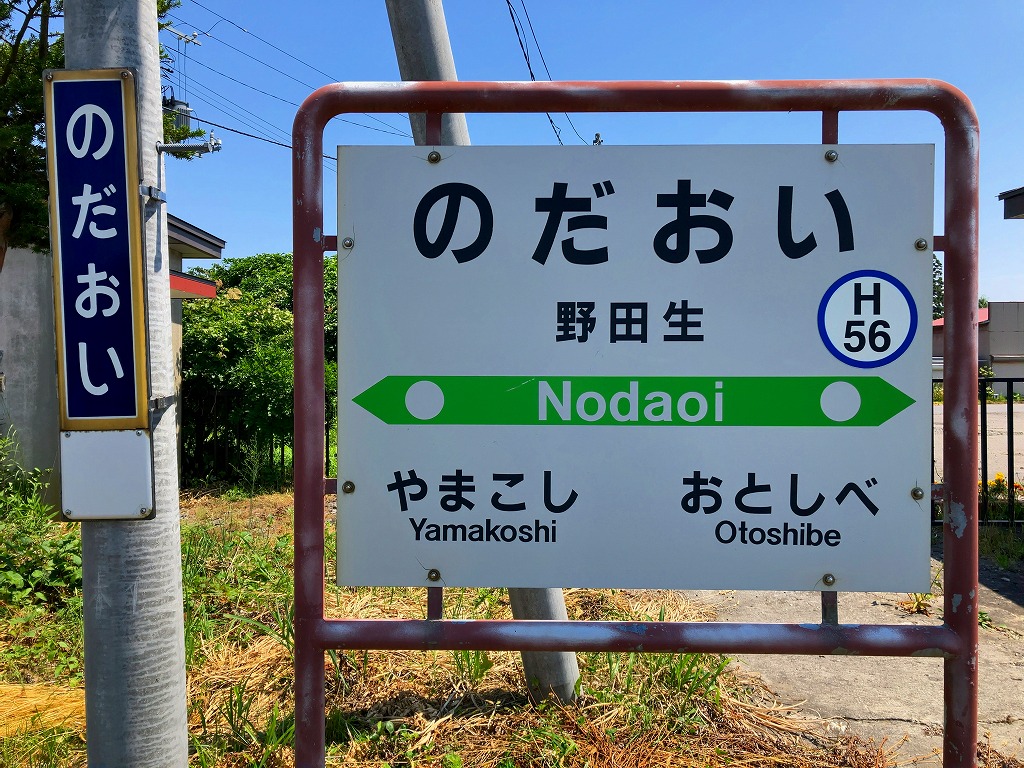 のだおい
のだおい
野田生
H
56
Nodaoi
やまこし
Yamakoshi
おとしべ
Otoshibe